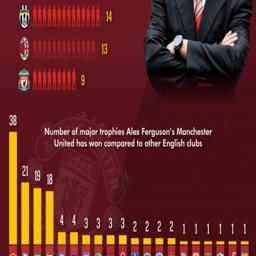 14
13
9
Number of major trophies Alex Ferguson's Manchester
United has won compared to other English clubs
38
21
19
18
4 4 3 3 3 3 2 2 2 2 1 1 1 1 1 1